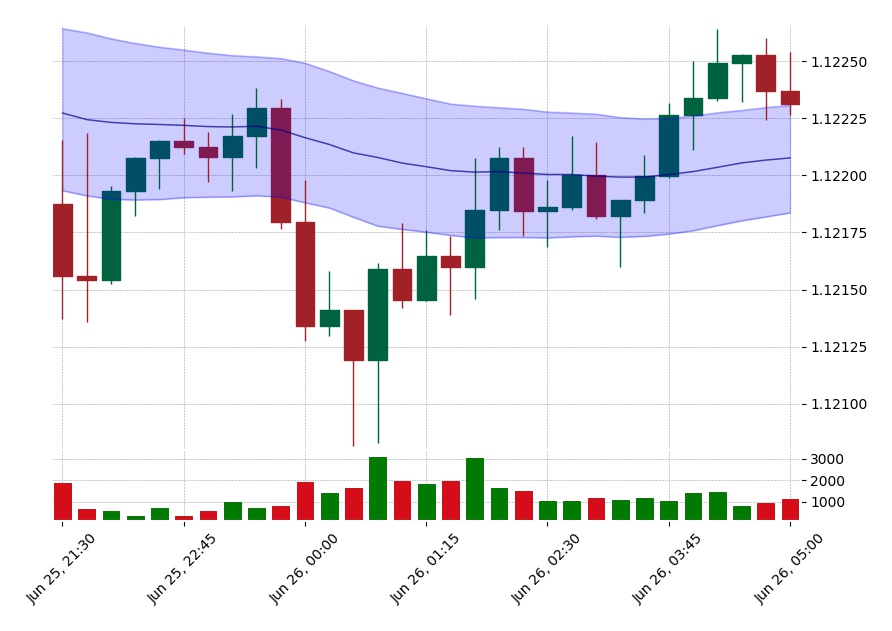 1.12250
1.12225
1.12200
1.12175
1.12150
1.12125
1.12100
3000
2000
1000
Jun 25, 21:30
Jun 25, 22:45
Jun 26, 00:00
Jun 26, 01:15
Jun 26, 02:30
Jun 26, 03:45
Jun 26, 05:00